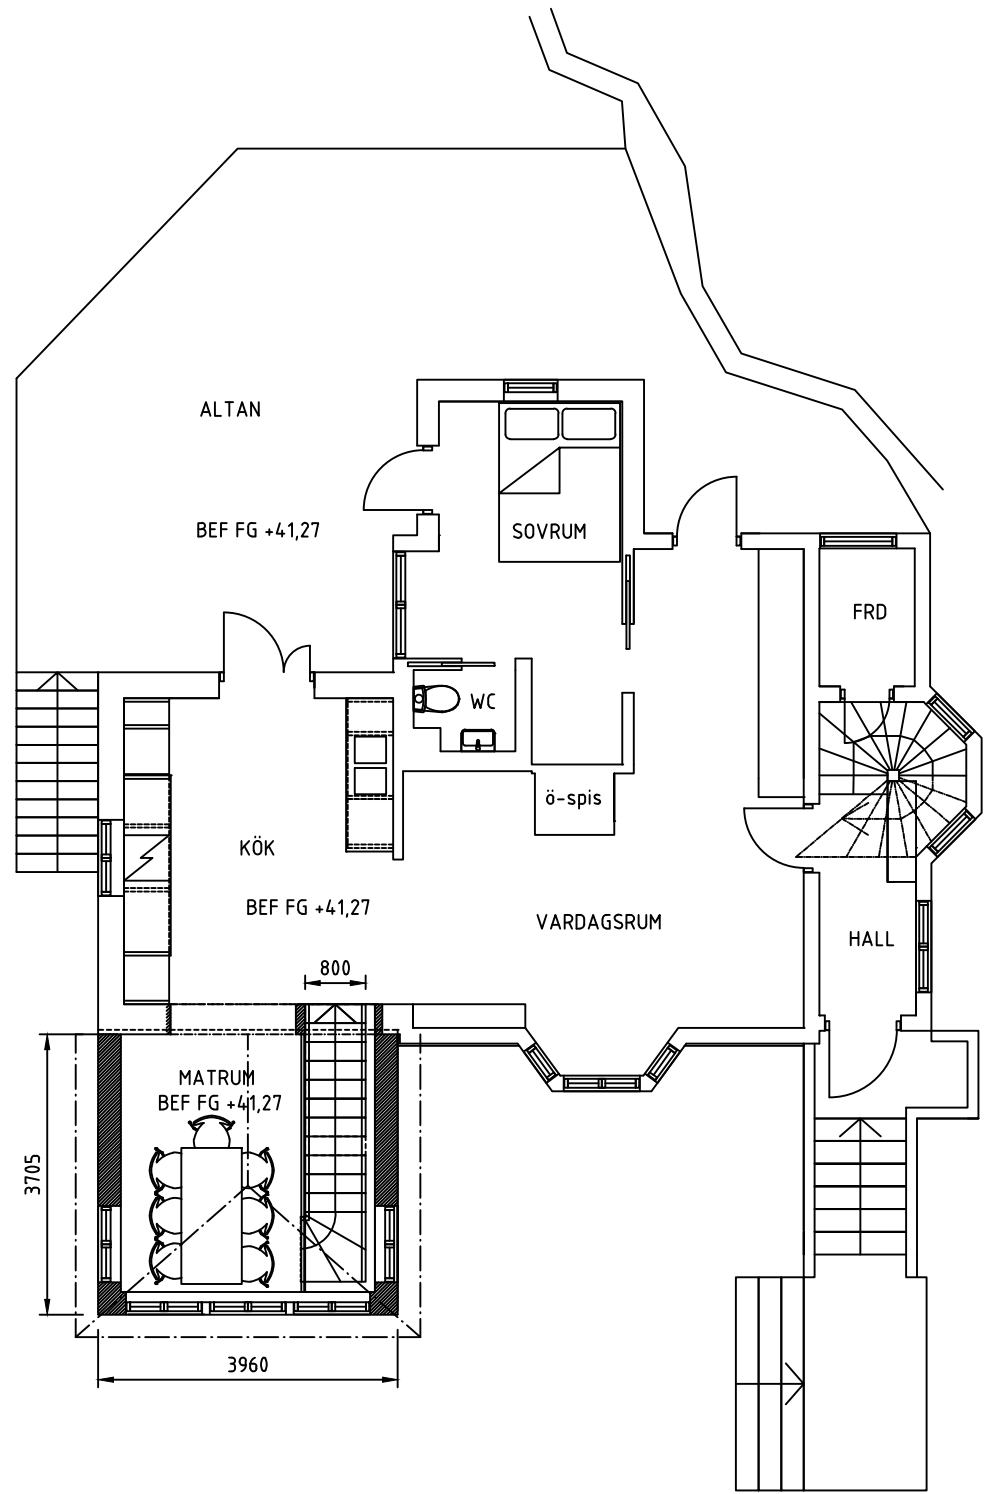 ALTAN
BEF FG +41,27
SOVRUM
FRD
WC
ö-spis
KÖK
BEF FG +41,27
VARDAGSRUM
HALL
800
MATRUM
BEF FG +41,27
3705
3960